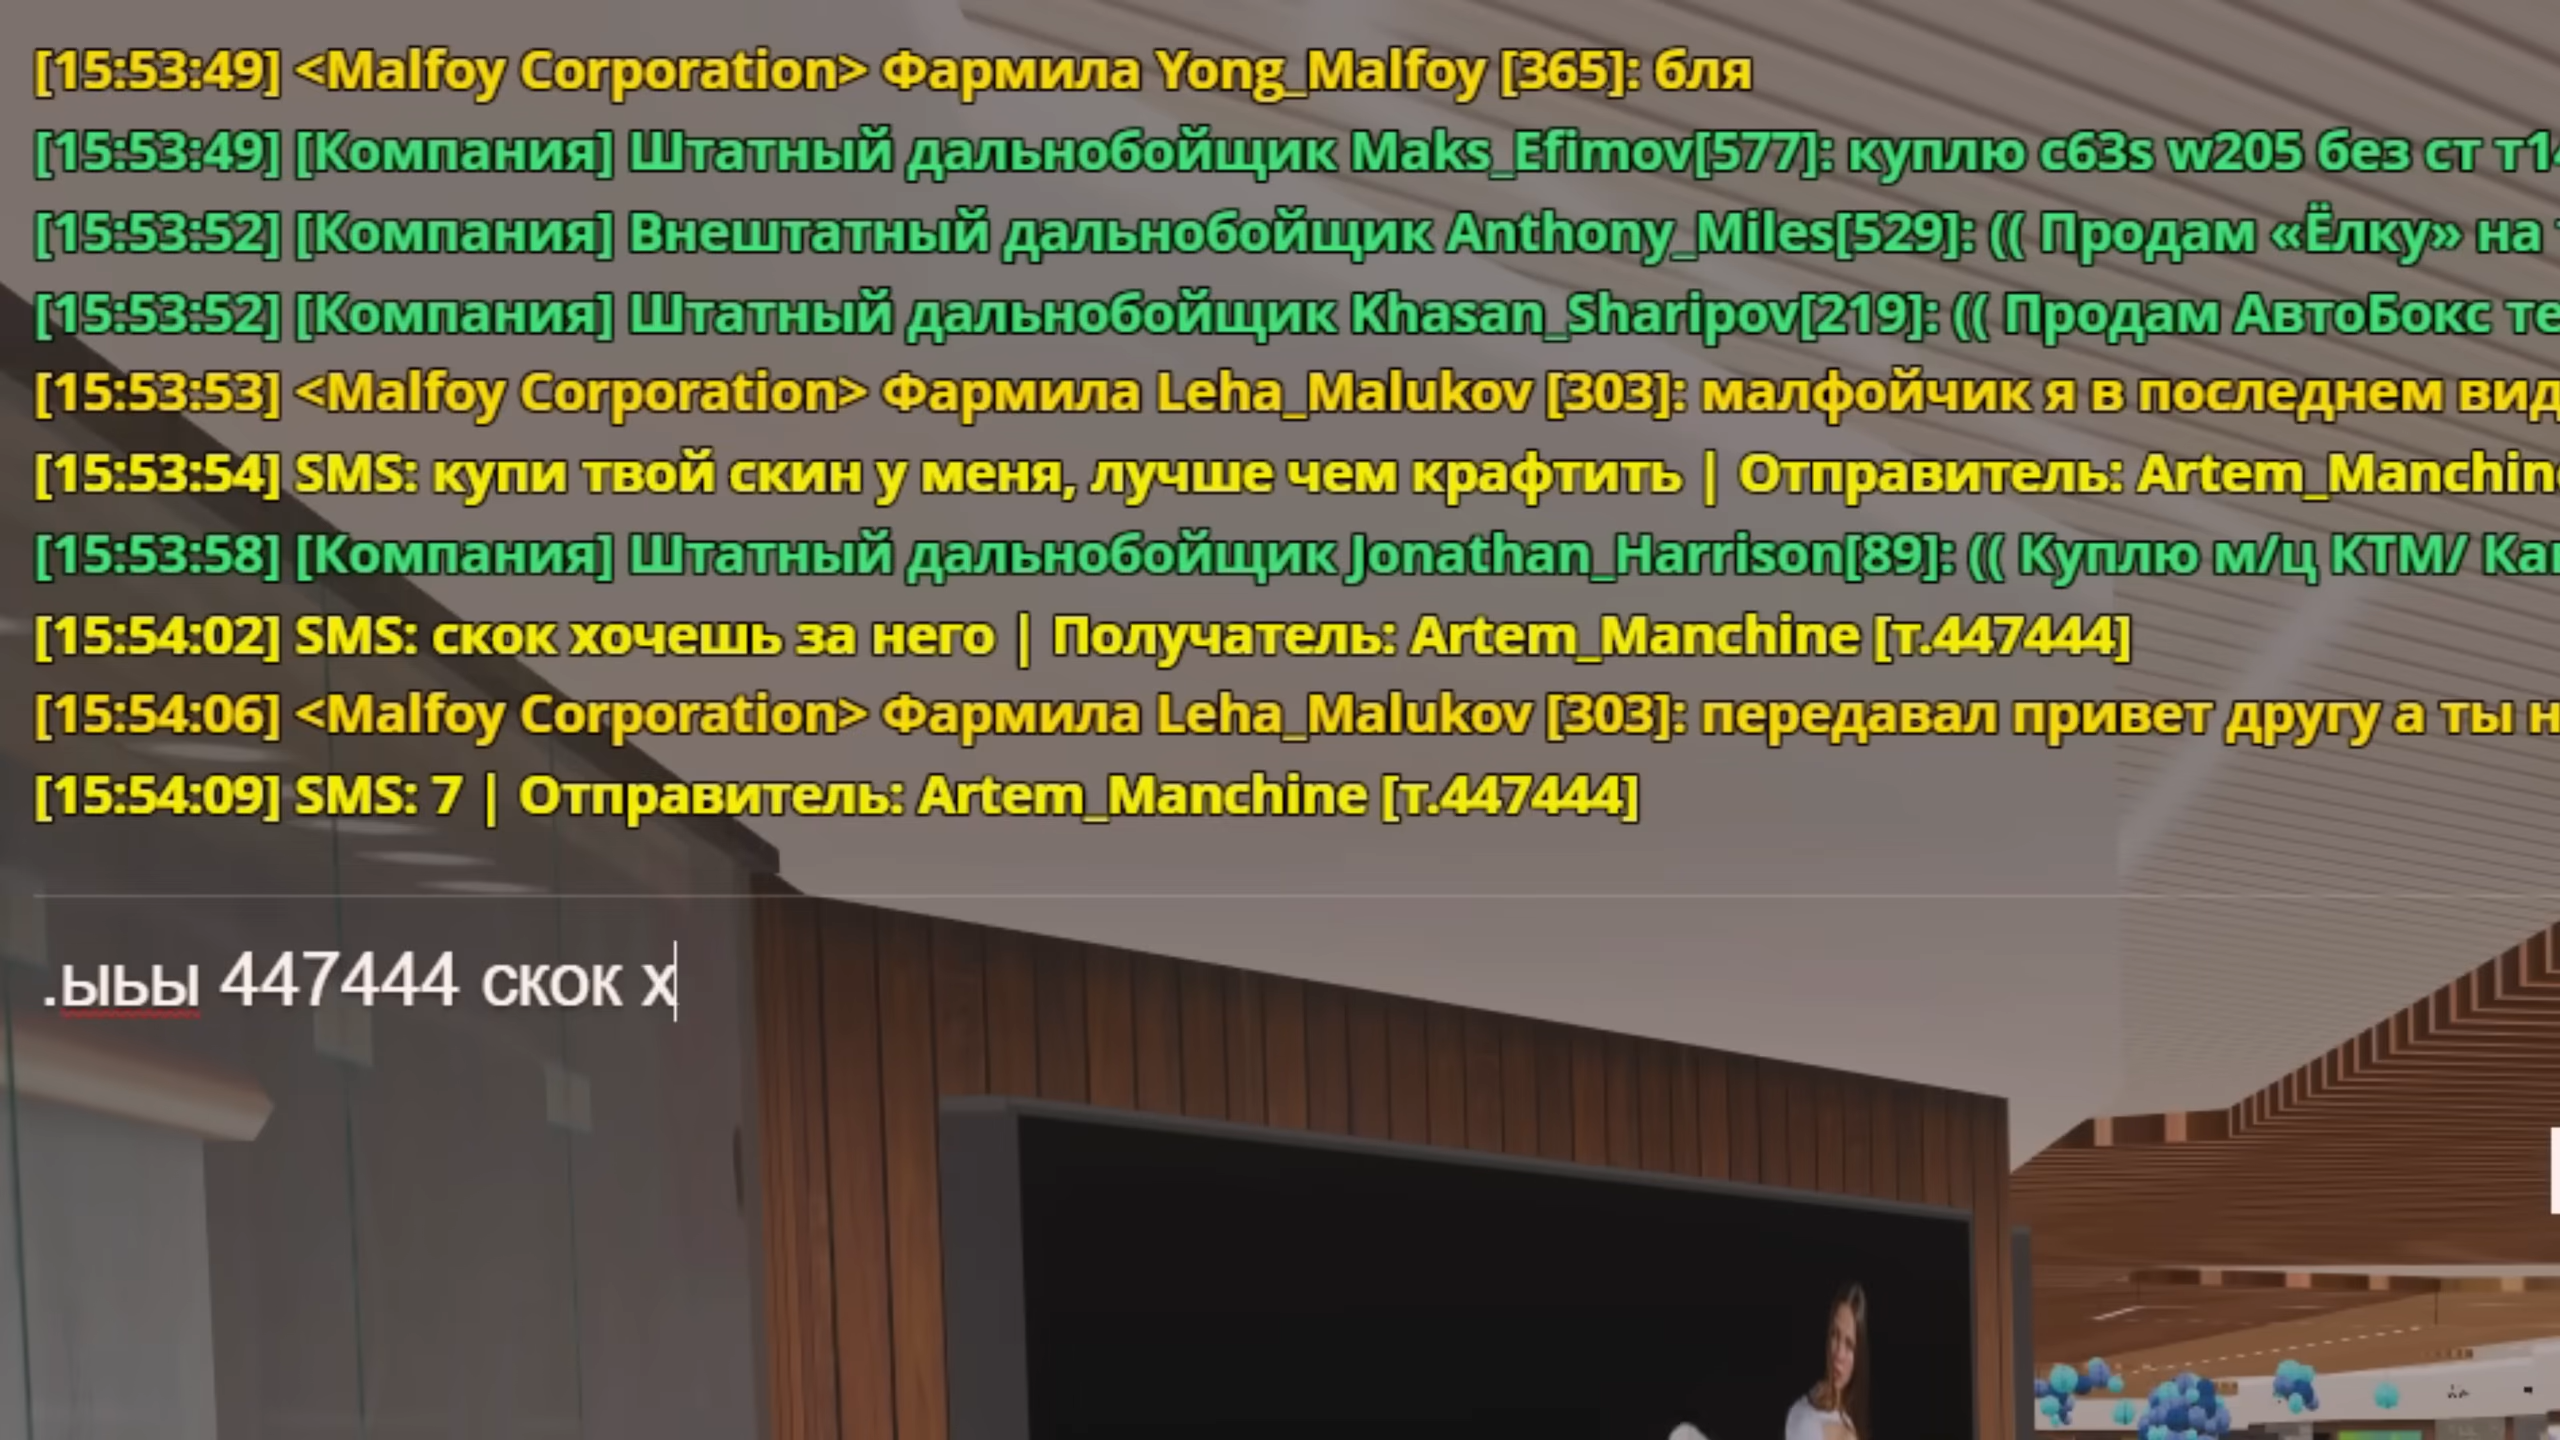 [15:53:49] <Malfoy Corporation> Фармила Yong_Malfoy [365]: бля
[15:53:49] [Компания] Штатный дальнобойщик Maks_Efimov[577]: куплю c63s w205 без ст
[15:53:52] [Компания] Внештатный дальнобойщик Anthony_Miles[529]: (( Продам «Ёлку» на
[15:53:52] [Компания] Штатный дальнобойщик Khasan_Sharipov[219]: (( Продам АвтоБокс
[15:53:53] <Malfoy Corporation> Фармила Leha_Malukov [303]: малфойчик я в последнем
[15:53:54] SMS: купи твой скин у меня, лучше чем крафтить | Отправитель:
[15:53:58] [Компания] Штатный дальнобойщик Jonathan_Harrison[89]: (( Куплю м/ц КТМ/
[15:54:02] SMS: скок хочешь за него | Получатель: Artem_Manchine [т.447444]
[15:54:06] <Malfoy Corporation> Фармила Leha_Malukov [303]: передавал привет другу а ты
[15:54:09] SMS: 7 | Отправитель: Artem_Manchine [т.447444]
.ыьы 447444 скок х